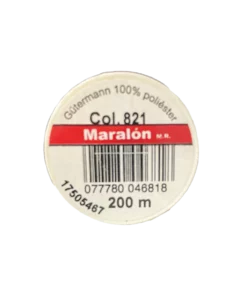 Gütermann 100% poliéster
Col. 821
Maralón M.R.
077780 046818
17505467
200 m